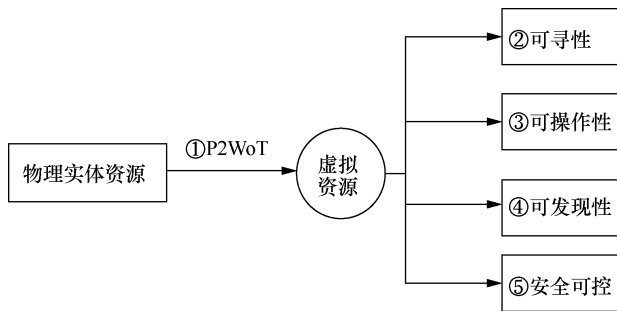 物理实体资源
①P2WoT
虚拟
资源
②可寻性
③可操作性
④可发现性
⑤安全可控